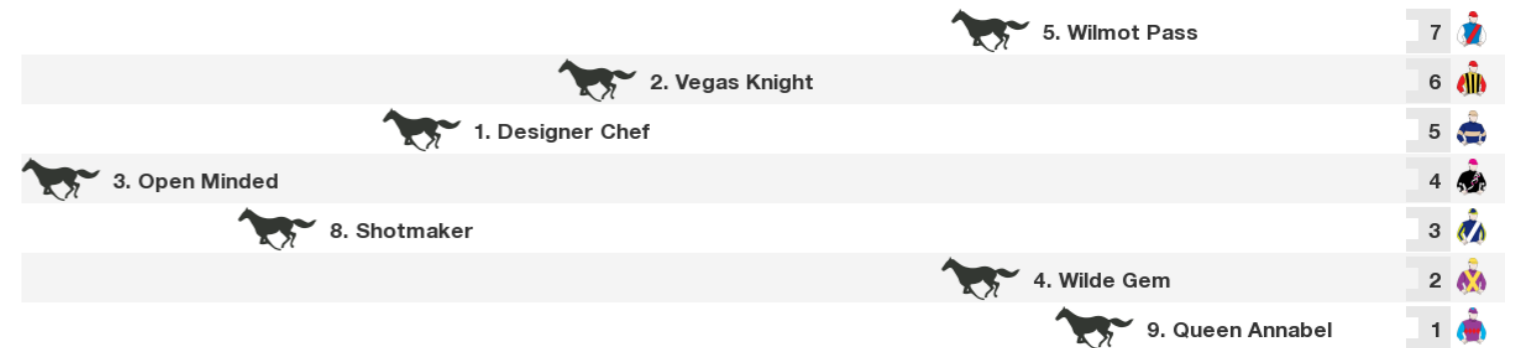 5. Wilmot Pass 7
2. Vegas Knight 6
1. Designer Chef 5
3. Open Minded 4
8. Shotmaker 3
4. Wilde Gem 2
9. Queen Annabel 1